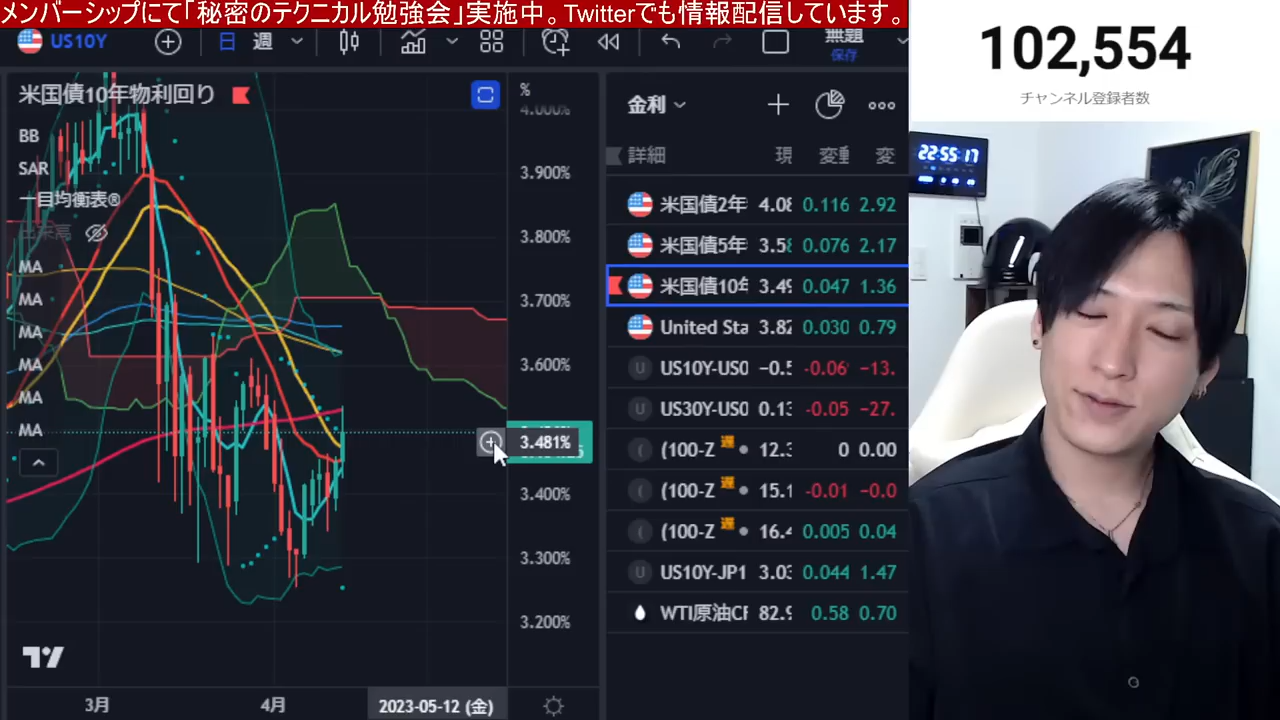 メンバーシップにて「秘密のテクニカル勉強会」実施中。Twitterでも情報配信しています。
US10Y
日 週
無題
保存
米国債10年物利回り
BB
SAR
一目均衡表®
出来高
MA
MA
MA
MA
MA
MA
%
4.000%
3.900%
3.800%
3.700%
3.600%
3.481%
3.400%
3.300%
3.200%
3月
4月
2023-05-12 (金)
金利
詳細 現 変動 変
米国債2年 4.08 0.116 2.92
米国債5年 3.58 0.076 2.17
米国債10年 3.49 0.047 1.36
United Sta 3.82 0.030 0.79
U US10Y-US0 −0.5 -0.06 −13.
U US30Y-US0 0.13 -0.05 −27.
( (100-Z 遅 12.3 0 0.00
( (100-Z 遅 15.1 -0.01 -0.0
( (100-Z 遅 16.4 0.005 0.04
U US10Y-JP1 3.03 0.044 1.47
WTI原油CF 82.9 0.58 0.70
102,554
チャンネル登録者数
22:55 17